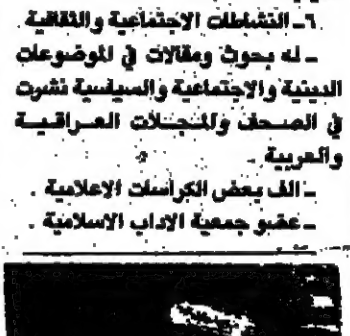 ٦ـ النشاطات الاجتماعية والثقافية
ـ له بحوث ومقالات في الموضوعات
الدينية والاجتماعية والسياسية نشرت
في الصحف والمجلات العراقية
والعربية .
ـ الف بعض الكراسات الاعلامية .
ـ عضو جمعية الاداب الاسلامية .